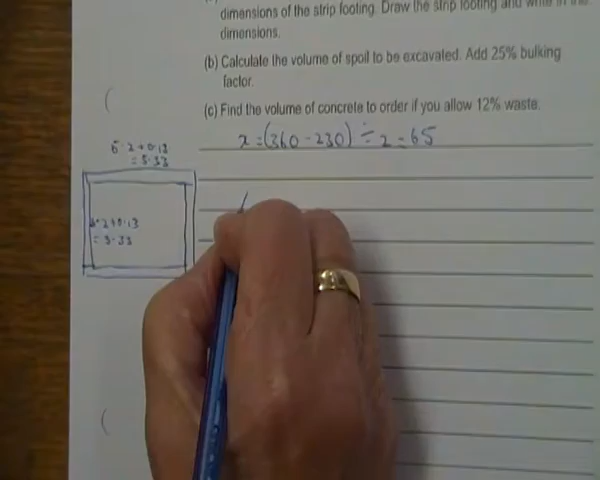 dimensions of the strip footing. Draw the strip footing and write in the
dimensions.
(b) Calculate the volume of spoil to be excavated. Add 25% bulking
factor.
(c) Find the volume of concrete to order if you allow 12% waste.
x = (360 - 230) ÷ 2 = 65
5.2 + 0.13
= 5.33
3.2 + 0.13
= 3.33